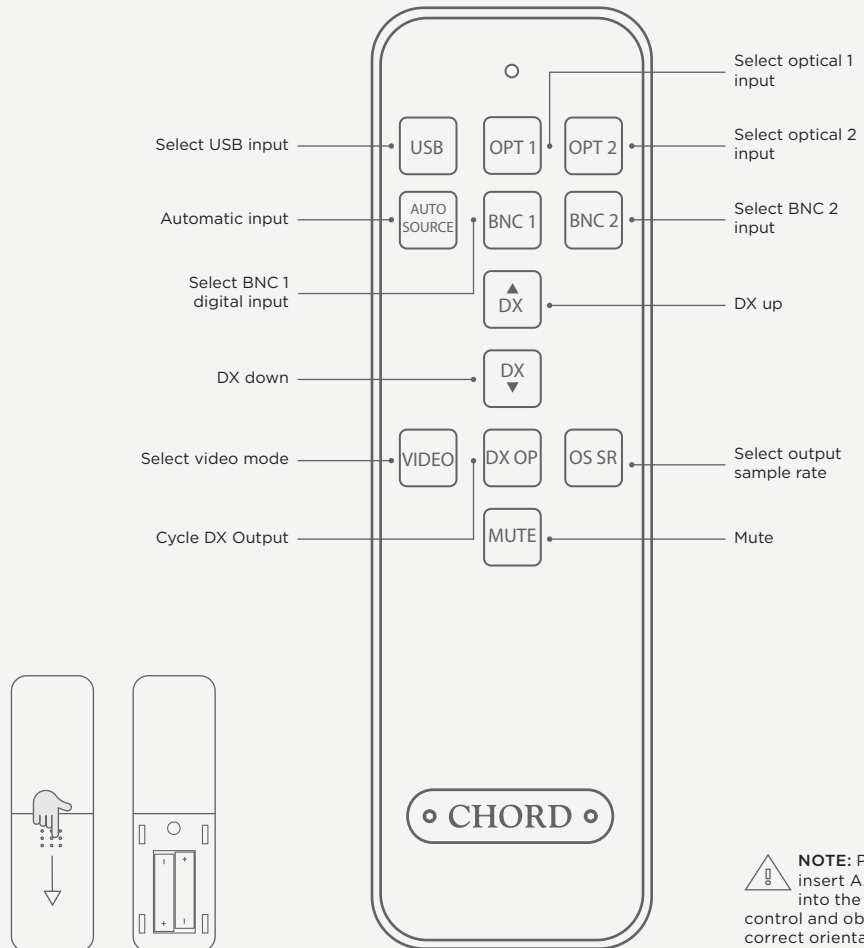 Select optical 1
input
Select USB input
USB
OPT 1
OPT 2
Select optical 2
input
Automatic input
AUTO
SOURCE
BNC 1
BNC 2
Select BNC 2
input
Select BNC 1
digital input
▲
DX
DX up
DX down
DX
▼
Select video mode
VIDEO
DX OP
OS SR
Select output
sample rate
Cycle DX Output
MUTE
Mute
CHORD
NOTE:
insert
into the
control and
correct